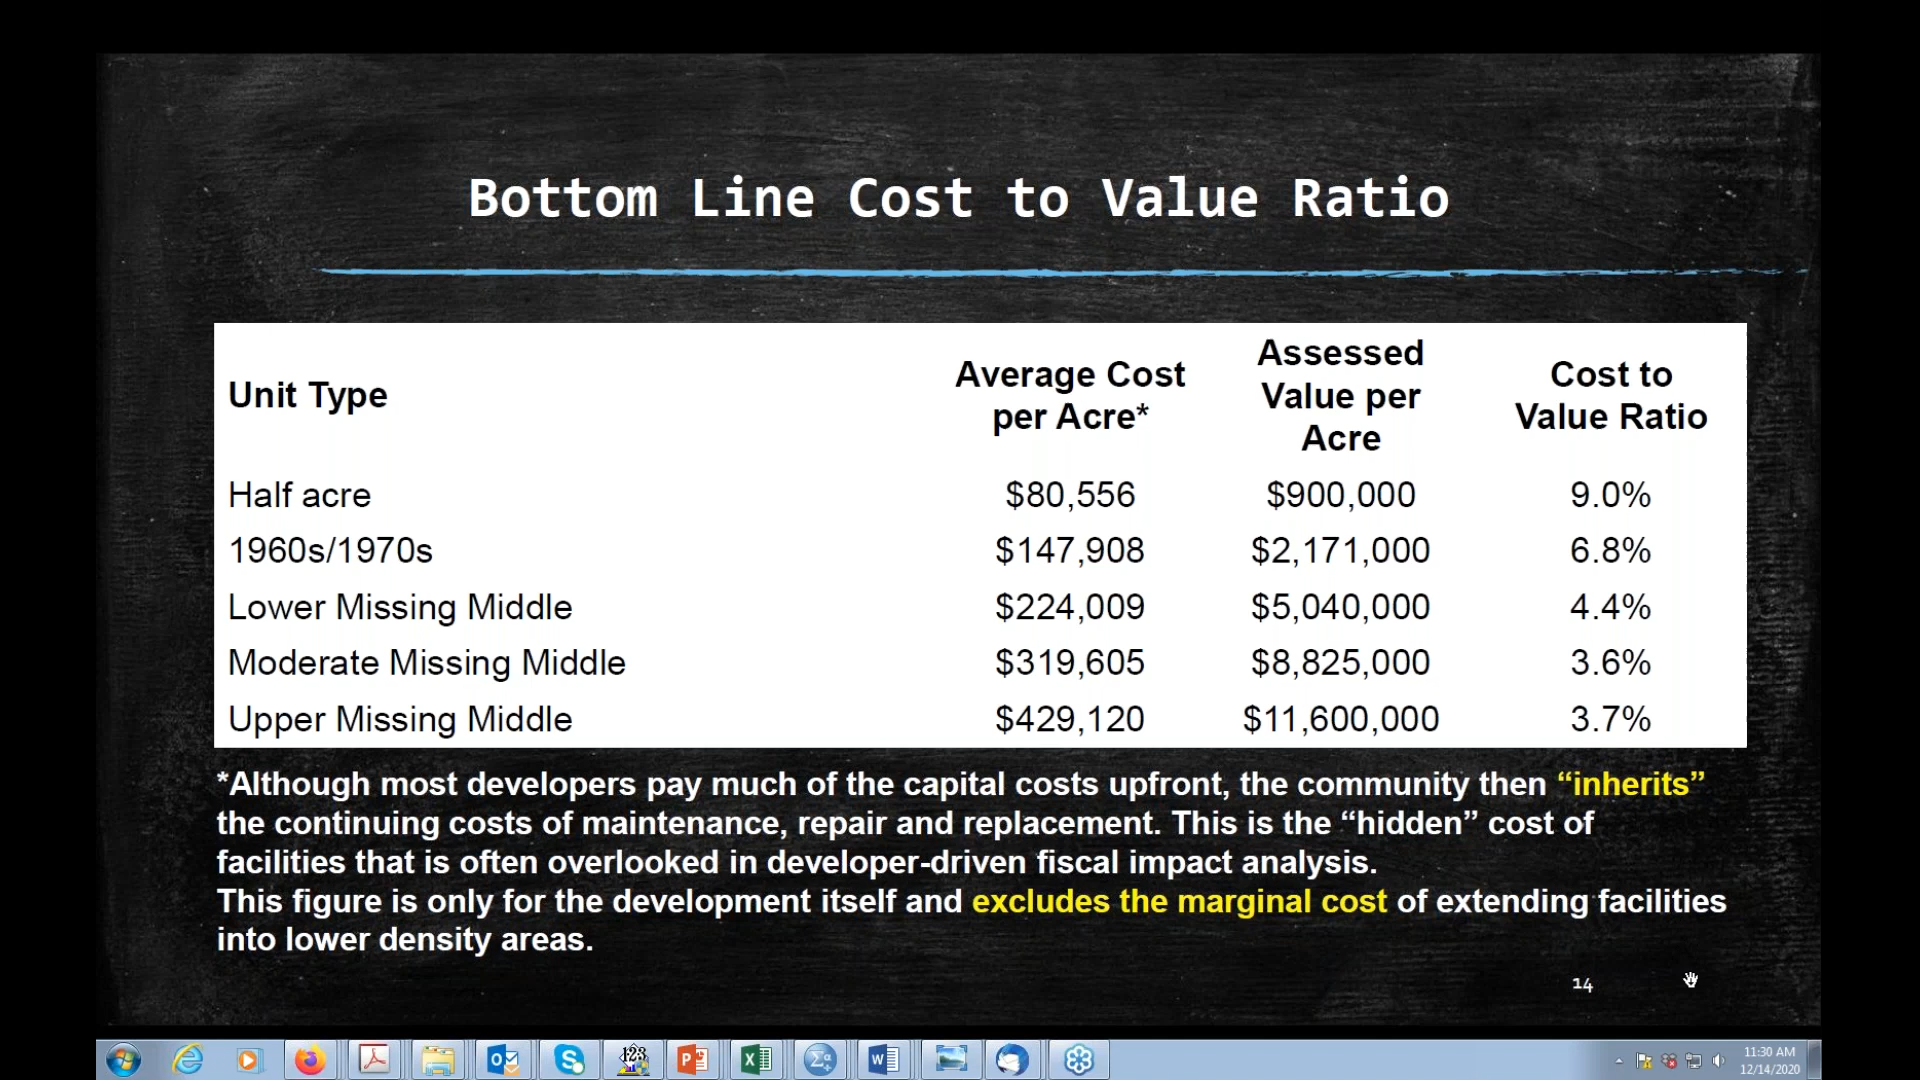 Bottom Line Cost to Value Ratio
Unit Type
Average Cost
per Acre*
Assessed
Value per
Acre
Cost to
Value Ratio
Half acre $80,556 $900,000 9.0%
1960s/1970s $147,908 $2,171,000 6.8%
Lower Missing Middle $224,009 $5,040,000 4.4%
Moderate Missing Middle $319,605 $8,825,000 3.6%
Upper Missing Middle $429,120 $11,600,000 3.7%
*Although most developers pay much of the capital costs upfront, the community then “inherits”
the continuing costs of maintenance, repair and replacement. This is the “hidden” cost of
facilities that is often overlooked in developer-driven fiscal impact analysis.
This figure is only for the development itself and excludes the marginal cost of extending facilities
into lower density areas.
14
11:30 AM
12/14/2020